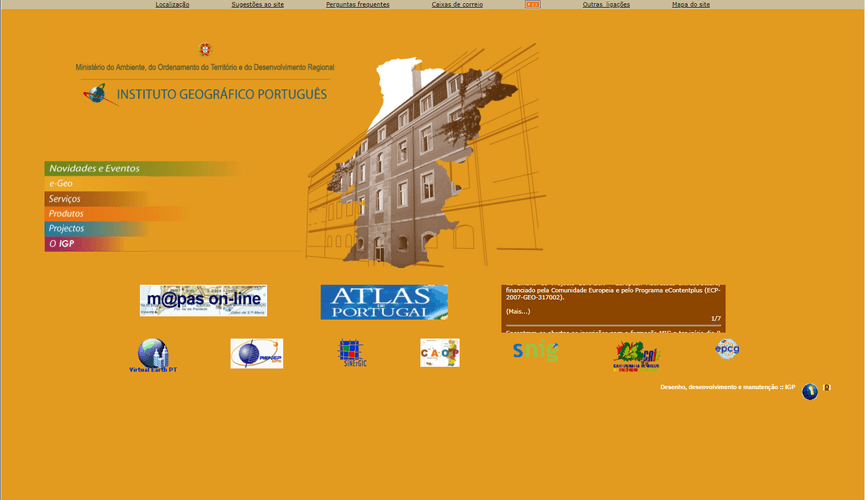 Localização
Sugestões ao site
Perguntas frequentes
Caixas de correio
Outras ligações
Mapa do site
Ministério do Ambiente, do Ordenamento do Território e do Desenvolvimento Regional
INSTITUTO GEOGRÁFICO PORTUGUÊS
Novidades e Eventos
e-Geo
Serviços
Produtos
Projectos
O IGP
m@pas on-line
ATLAS
DE
PORTUGAL
financiado pela Comunidade Europeia e pelo Programa eContentplus (ECP-
2007-GEO-317002).
(Mais...)
1/7
Virtual Earth PT
SiNErGIC
snig
epcg
Desenho, desenvolvimento e manutenção :: IGP